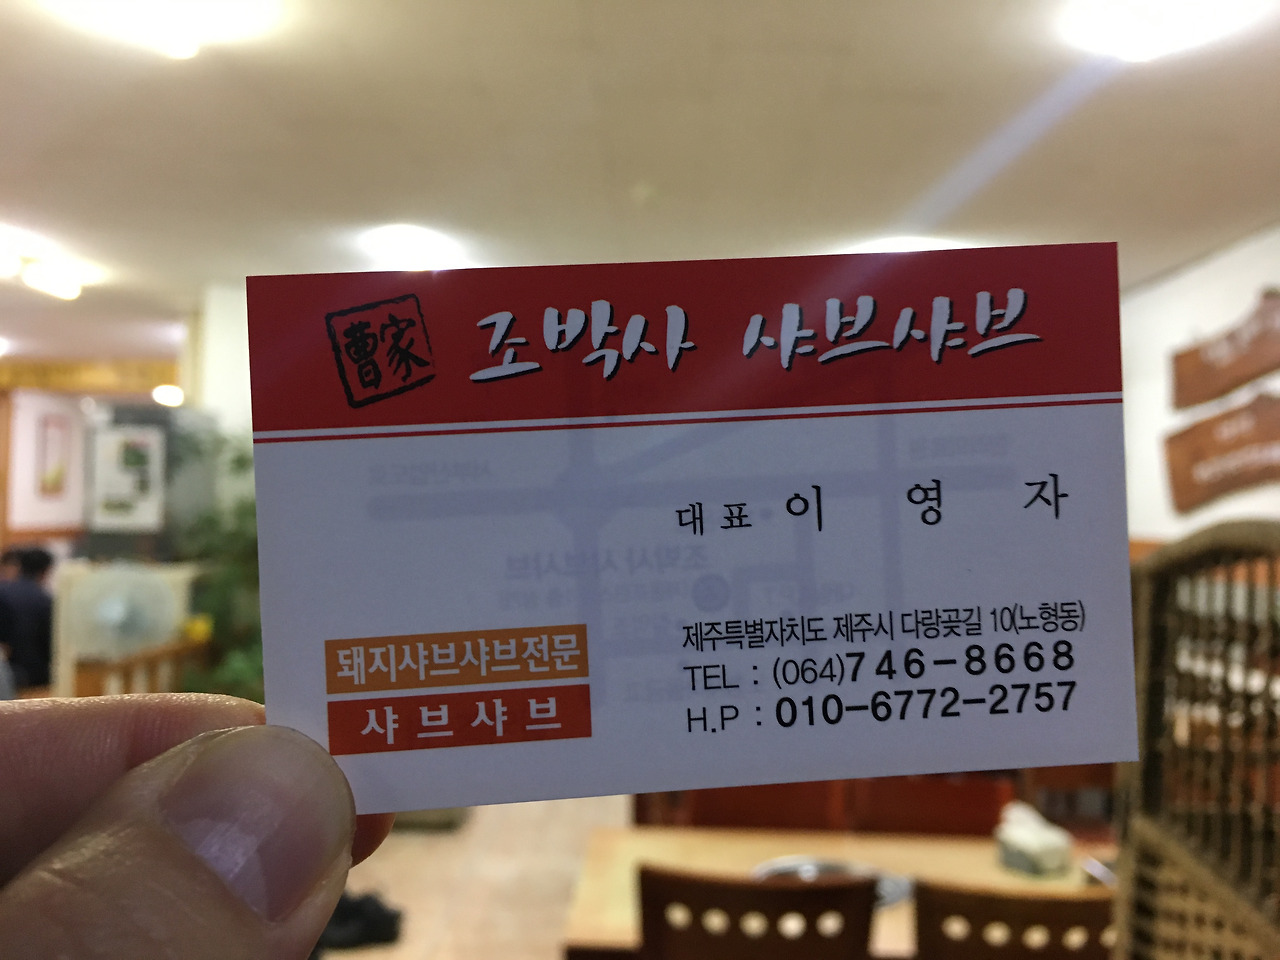 曹家 조박사 샤브샤브
대표 이 영 자
돼지샤브샤브전문
샤브샤브
제주특별자치도 제주시 다랑곶길 10(노형동)
TEL : (064)746-8668
H.P : 010-6772-2757